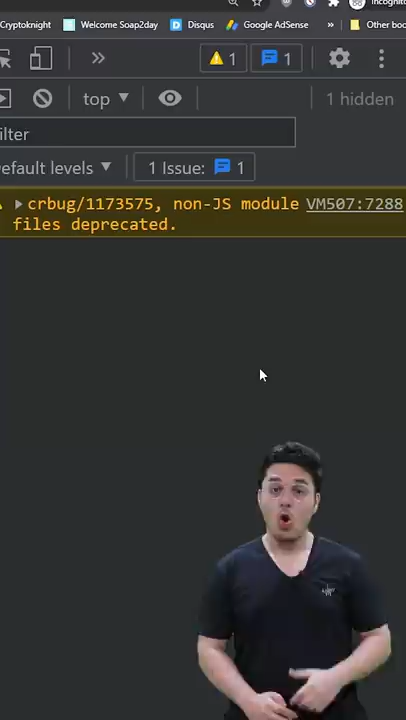 Cryptoknight Welcome Soap2day Disqus Google AdSense Other boo
1 1
top 1 hidden
ilter
efault levels 1 Issue: 1
crbug/1173575, non-JS module VM507:7288
files deprecated.